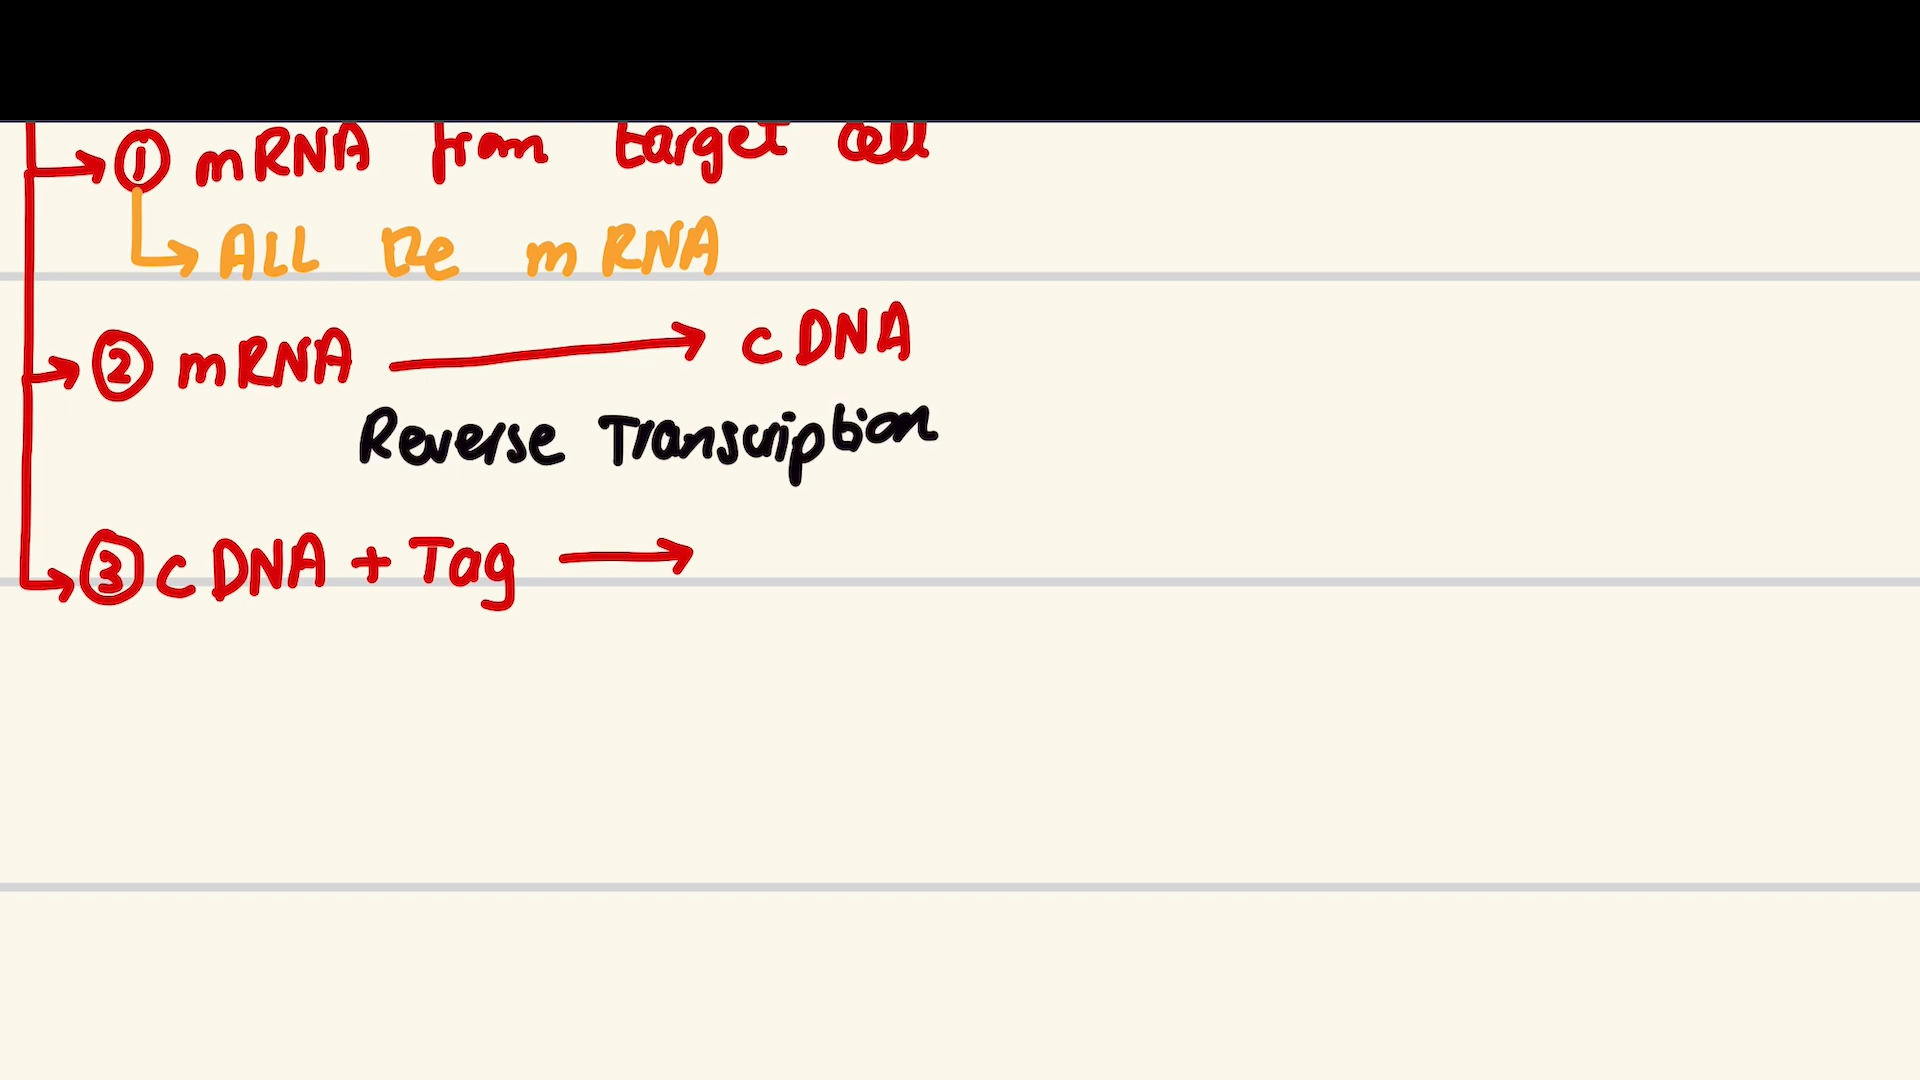 ① mRNA from target cell
ALL the mRNA
② mRNA → cDNA
Reverse Transcription
③ cDNA + Tag →